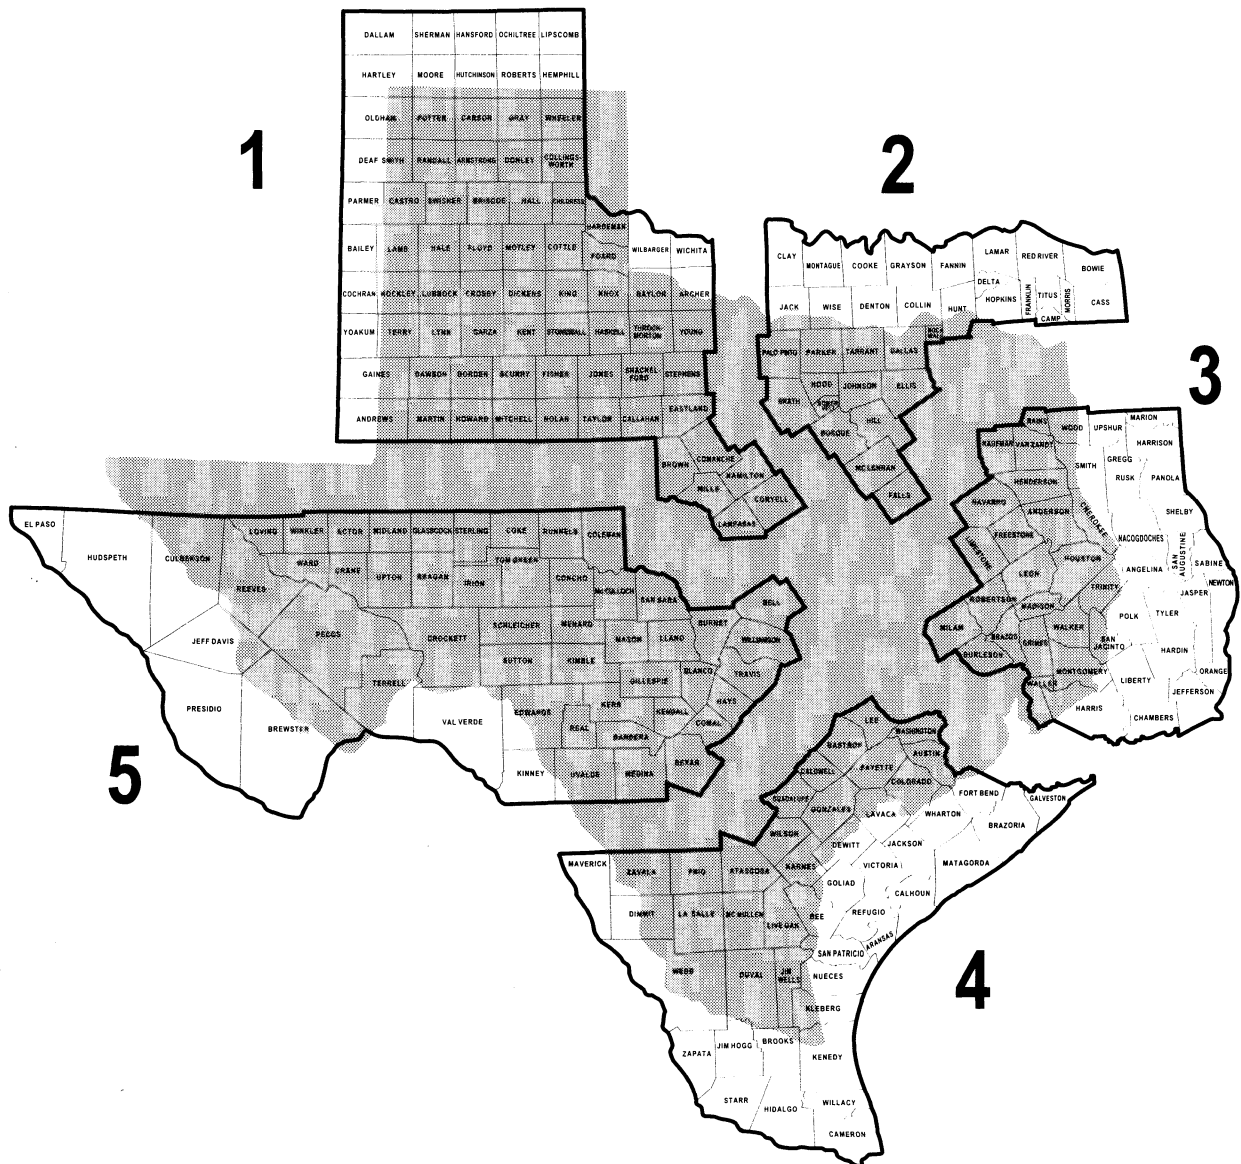 1
DALLAM SHERMAN HANSFORD OCHILTREE LIPSCOMB
HARTLEY MOORE HUTCHINSON ROBERTS HEMPHILL
OLDHAM POTTER CARSON GRAY WHEELER
DEAF SMITH RANDALL ARMSTRONG DONLEY COLLINGS-
WORTH
PARMER CASTRO SWISHER BRISCOE HALL CHILDRESS
HARDEMAN
BAILEY LAMB HALE FLOYD MOTLEY COTTLE FOARD WILBARGER WICHITA
COCHRAN HOCKLEY LUBBOCK CROSBY DICKENS KING KNOX BAYLOR ARCHER
YOAKUM TERRY LYNN GARZA KENT STONEWALL HASKELL THROCK-
MORTON YOUNG
GAINES DAWSON BORDEN SCURRY FISHER JONES SHACKEL
FORD STEPHENS
ANDREWS MARTIN HOWARD MITCHELL NOLAN TAYLOR CALLAHAN EASTLAND
BROWN COMANCHE
MILLS HAMILTON
CORYELL
LAMPASAS
2
CLAY MONTAGUE COOKE GRAYSON FANNIN LAMAR RED RIVER BOWIE
DELTA
JACK WISE DENTON COLLIN HUNT HOPKINS FRANKLIN TITUS MORRIS CASS
CAMP
ROCK
WALL
PALO PINTO PARKER TARRANT DALLAS
ERATH HOOD JOHNSON ELLIS
BOSQUE HILL
MC LENNAN
FALLS
3
MARION
RAINS WOOD UPSHUR
KAUFMAN VAN ZANDT HARRISON
SMITH GREGG
RUSK PANOLA
HENDERSON
NAVARRO ANDERSON CHEROKEE SHELBY
LIMESTONE FREESTONE NACOGDOCHES SAN
AUGUSTINE
SABINE
LEON HOUSTON ANGELINA
NEWTON
TRINITY JASPER
ROBERTSON MADISON
POLK TYLER
MILAM BRAZOS GRIMES WALKER SAN
JACINTO
HARDIN
BURLESON MONTGOMERY ORANGE
WALLER LIBERTY JEFFERSON
HARRIS CHAMBERS
5
EL PASO
HUDSPETH CULBERSON
LOVING WINKLER ECTOR MIDLAND GLASSCOCK STERLING COKE RUNNELS COLEMAN
REEVES WARD CRANE UPTON REAGAN IRION TOM GREEN CONCHO MC CULLOCH SAN SABA
JEFF DAVIS PECOS CROCKETT SCHLEICHER MENARD MASON LLANO BURNET BELL
WILLIAMSON
TERRELL SUTTON KIMBLE GILLESPIE BLANCO TRAVIS
PRESIDIO BREWSTER VAL VERDE EDWARDS KERR KENDALL HAYS
REAL BANDERA COMAL
KINNEY UVALDE MEDINA BEXAR
4
LEE WASHINGTON
BASTROP AUSTIN
CALDWELL FAYETTE
COLORADO
GUADALUPE GONZALES LAVACA WHARTON FORT BEND GALVESTON
BRAZORIA
WILSON DEWITT JACKSON
MATAGORDA
MAVERICK ZAVALA FRIO ATASCOSA KARNES VICTORIA
GOLIAD CALHOUN
DIMMIT LA SALLE MC MULLEN LIVE OAK BEE REFUGIO
ARANSAS
SAN PATRICIO
WEBB DUVAL JIM
WELLS NUECES
KLEBERG
ZAPATA JIM HOGG BROOKS KENEDY
STARR HIDALGO WILLACY
CAMERON